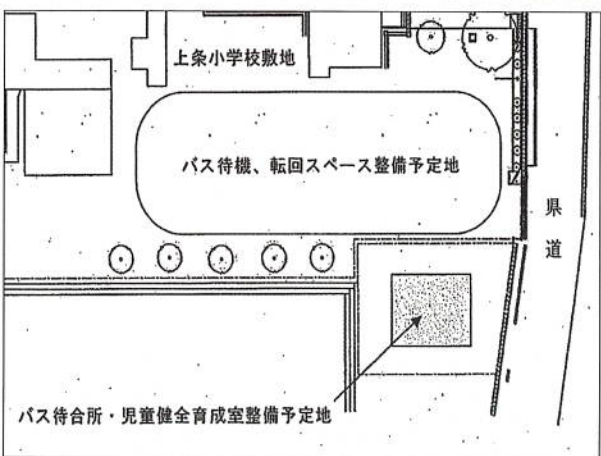 上条小学校敷地
バス待機、転回スペース整備予定地
県道
バス待合所・児童健全育成室整備予定地